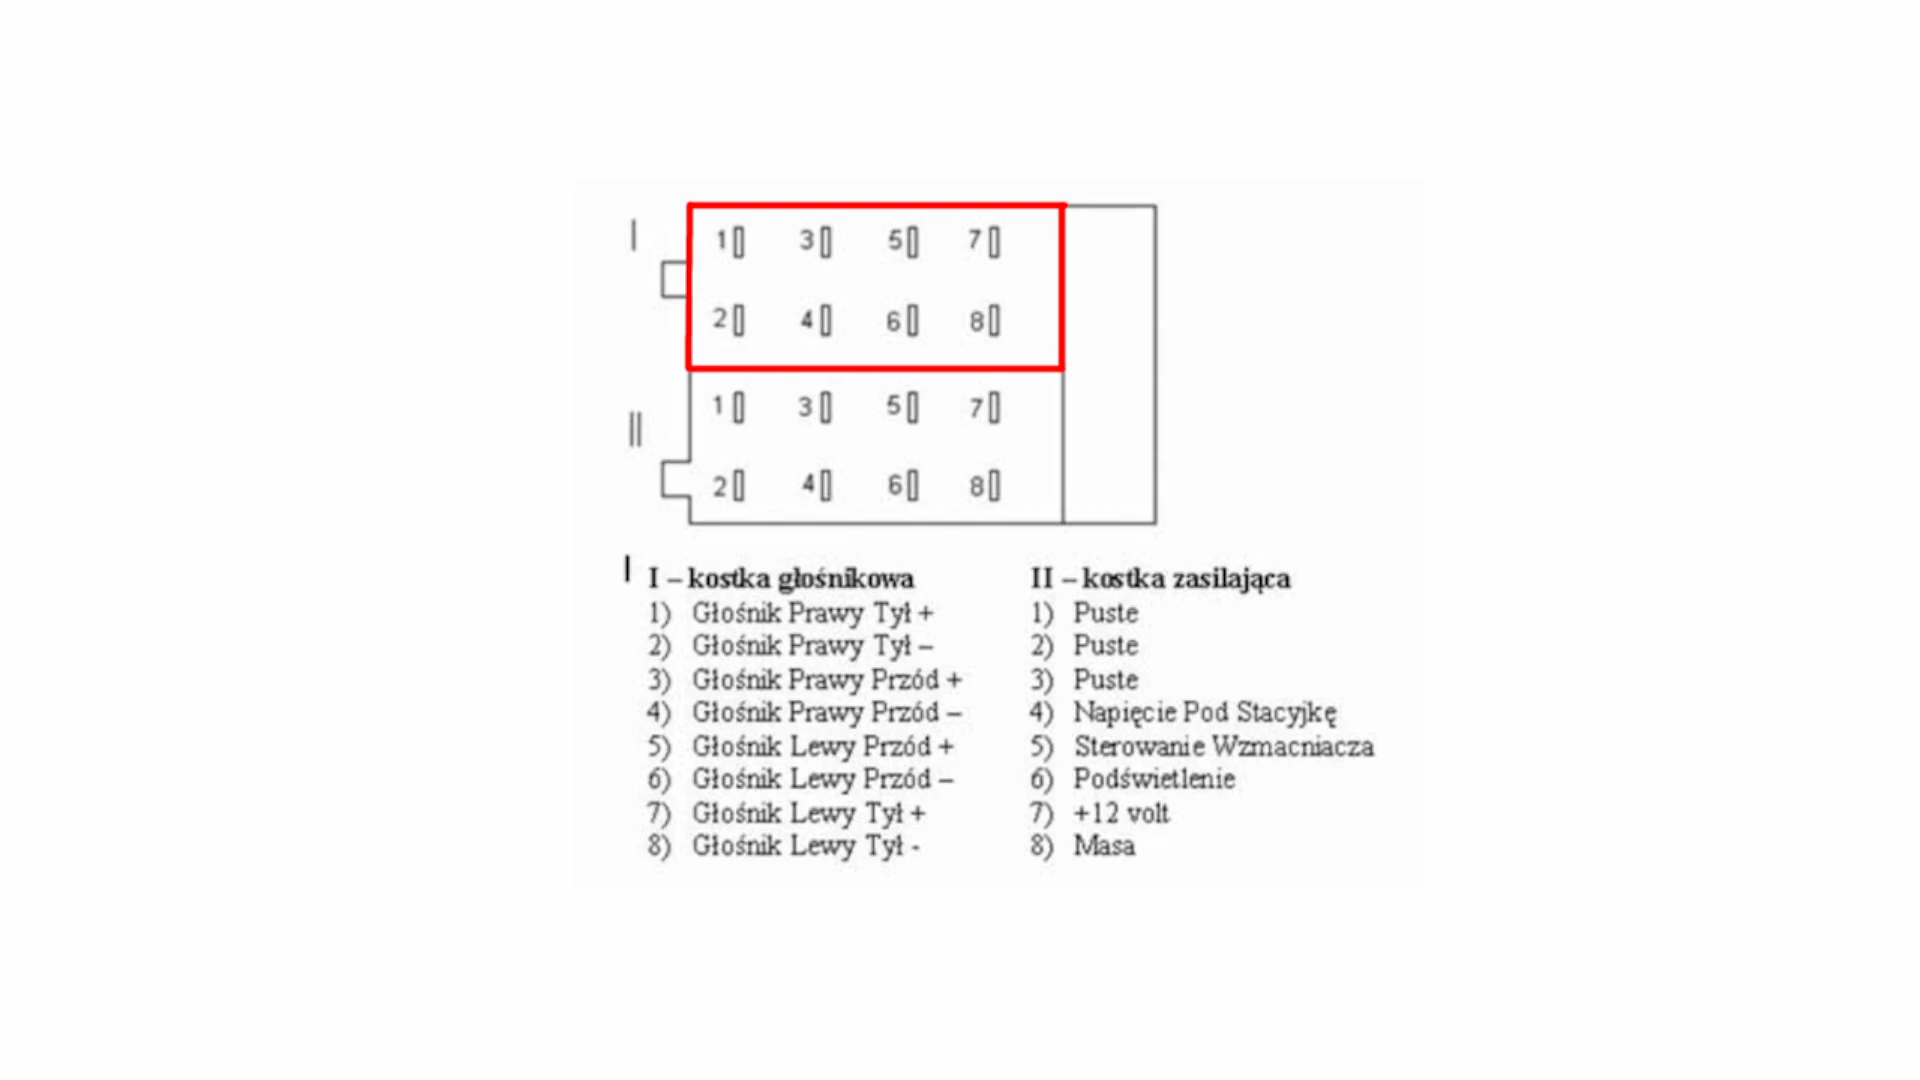 I
1 3 5 7
2 4 6 8
II
1 3 5 7
2 4 6 8
I – kostka głośnikowa
1) Głośnik Prawy Tył +
2) Głośnik Prawy Tył –
3) Głośnik Prawy Przód +
4) Głośnik Prawy Przód –
5) Głośnik Lewy Przód +
6) Głośnik Lewy Przód –
7) Głośnik Lewy Tył +
8) Głośnik Lewy Tył -
II – kostka zasilająca
1) Puste
2) Puste
3) Puste
4) Napięcie Pod Stacyjkę
5) Sterowanie Wzmacniacza
6) Podświetlenie
7) +12 volt
8) Masa